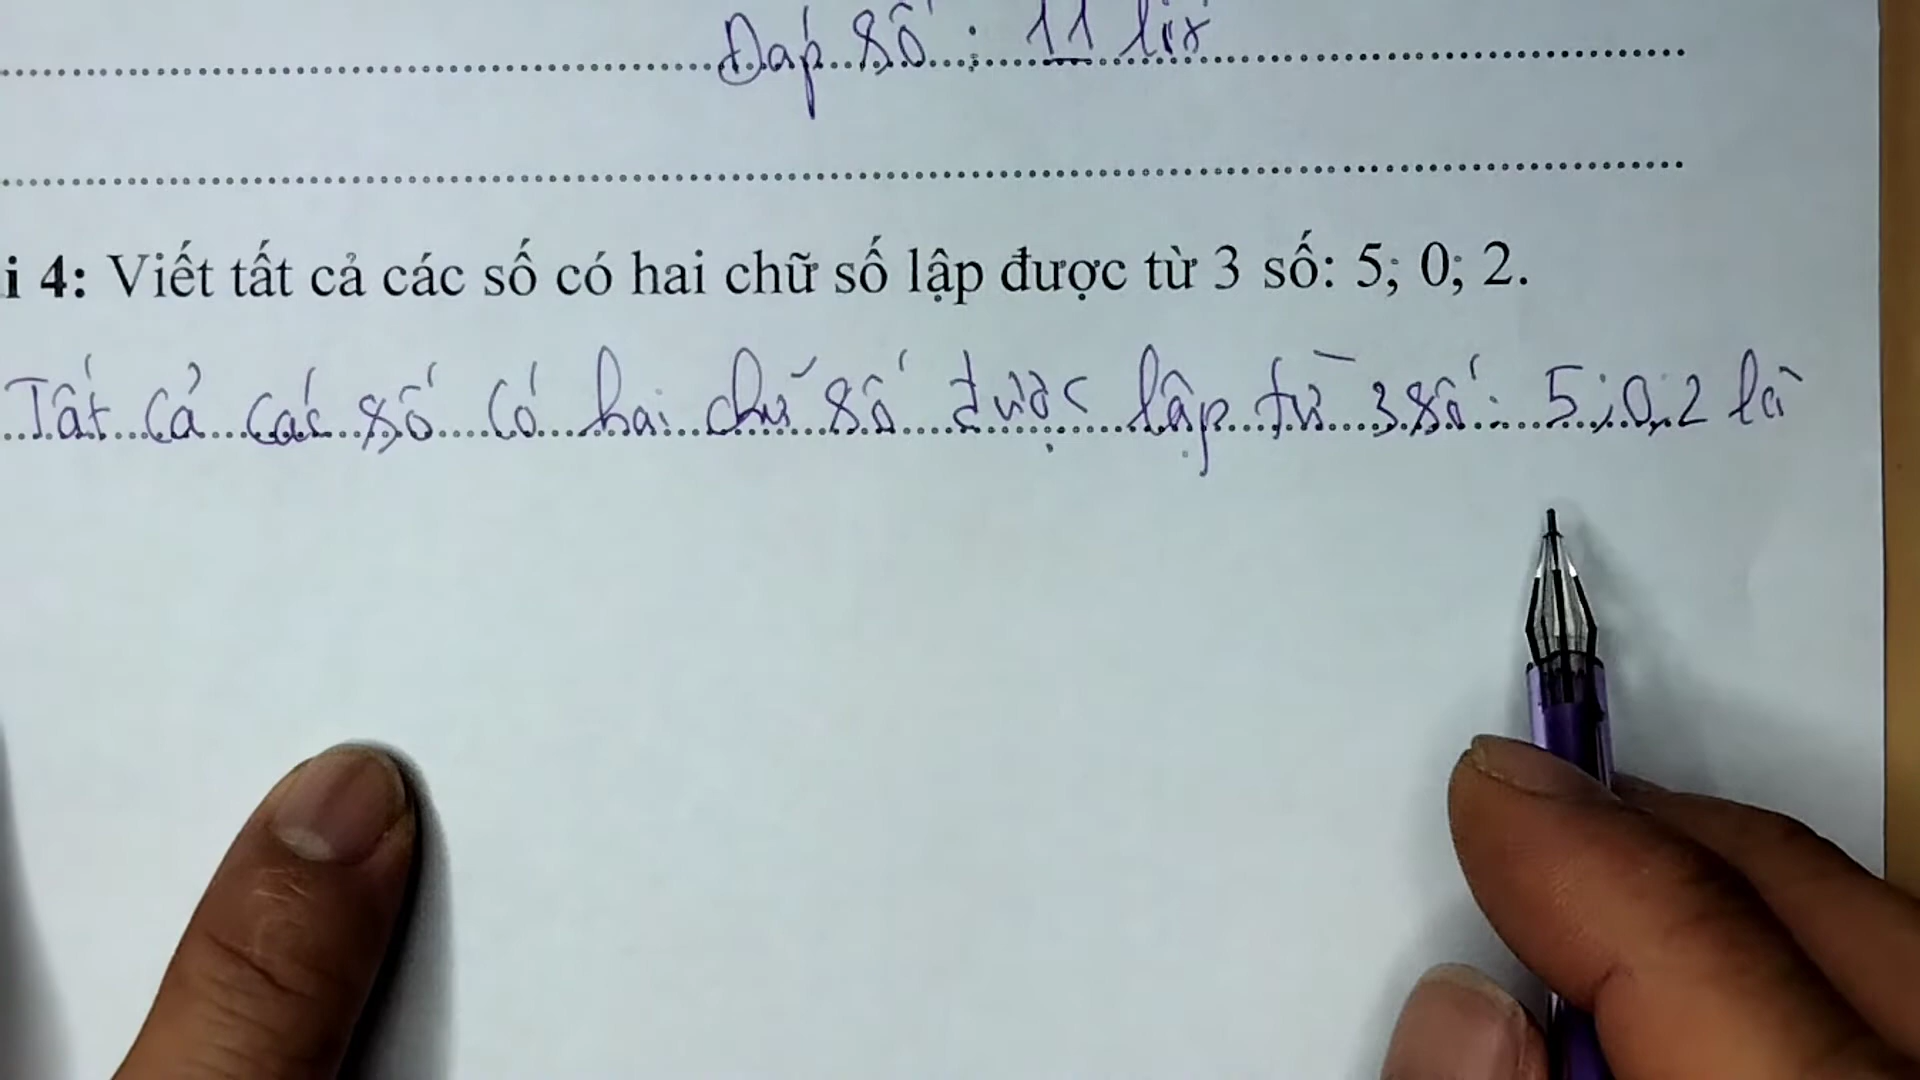 Đáp số : 11 lít
i 4: Viết tất cả các số có hai chữ số lập được từ 3 số: 5; 0; 2.
Tất cả các số có hai chữ số được lập từ 3 số: 5;0;2 là